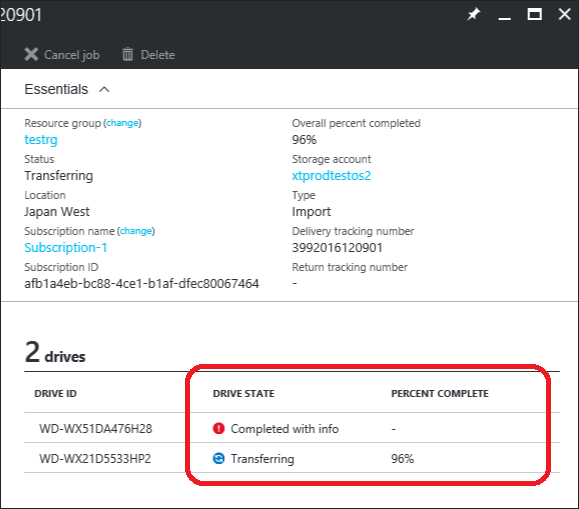 20901
Cancel job Delete
Essentials
Resource group (change) Overall percent completed
testrg 96%
Status Storage account
Transferring xtprodtestos2
Location Type
Japan West Import
Subscription name (change) Delivery tracking number
Subscription-1 3992016120901
Subscription ID Return tracking number
afb1a4eb-bc88-4ce1-b1af-dfec80067464 -
2 drives
DRIVE ID DRIVE STATE PERCENT COMPLETE
WD-WX51DA476H28 Completed with info -
WD-WX21D5533HP2 Transferring 96%